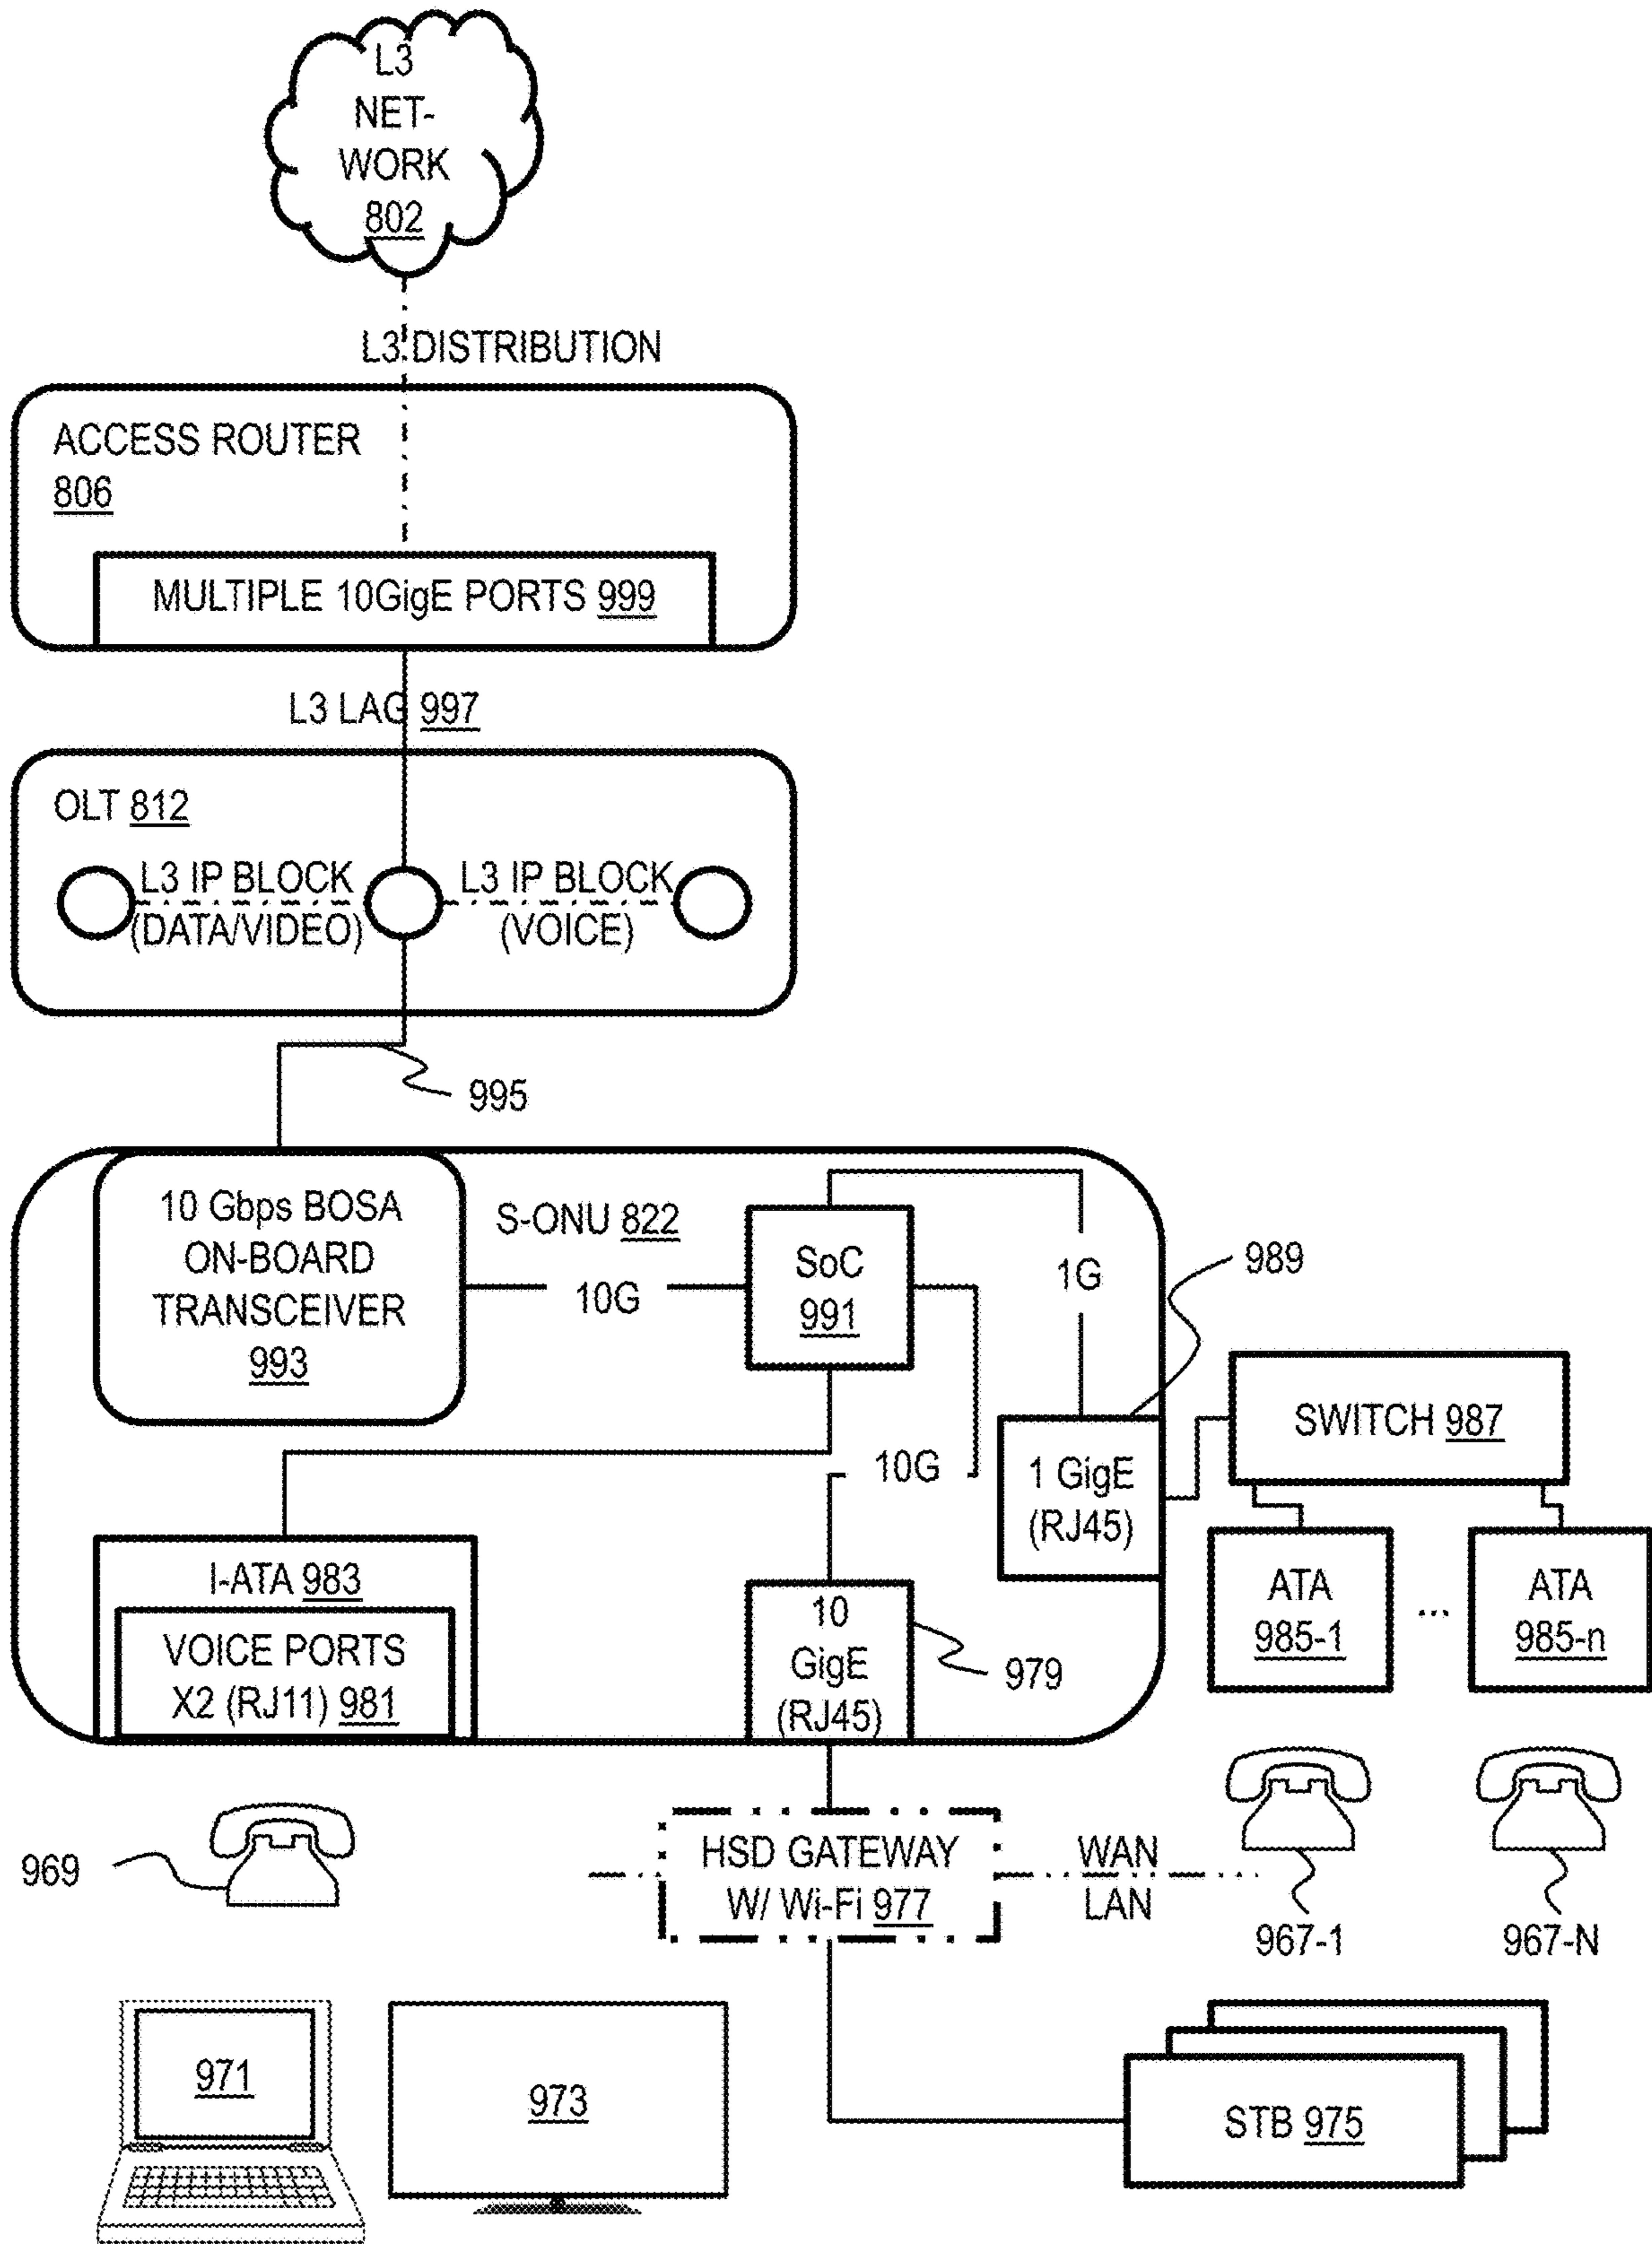 L3
NET-
WORK
802
L3 DISTRIBUTION
ACCESS ROUTER
806
MULTIPLE 10GigE PORTS 999
L3 LAG 997
OLT 812
L3 IP BLOCK
(DATA/VIDEO)
L3 IP BLOCK
(VOICE)
995
10 Gbps BOSA
ON-BOARD
TRANSCEIVER
993
S-ONU 822
10G
SoC
991
1G
989
SWITCH 987
10G
1 GigE
(RJ45)
I-ATA 983
VOICE PORTS
X2 (RJ11) 981
10
GigE
(RJ45)
979
ATA
985-1
...
ATA
985-n
969
HSD GATEWAY
W/ Wi-Fi 977
WAN
LAN
967-1
967-N
971
973
STB 975